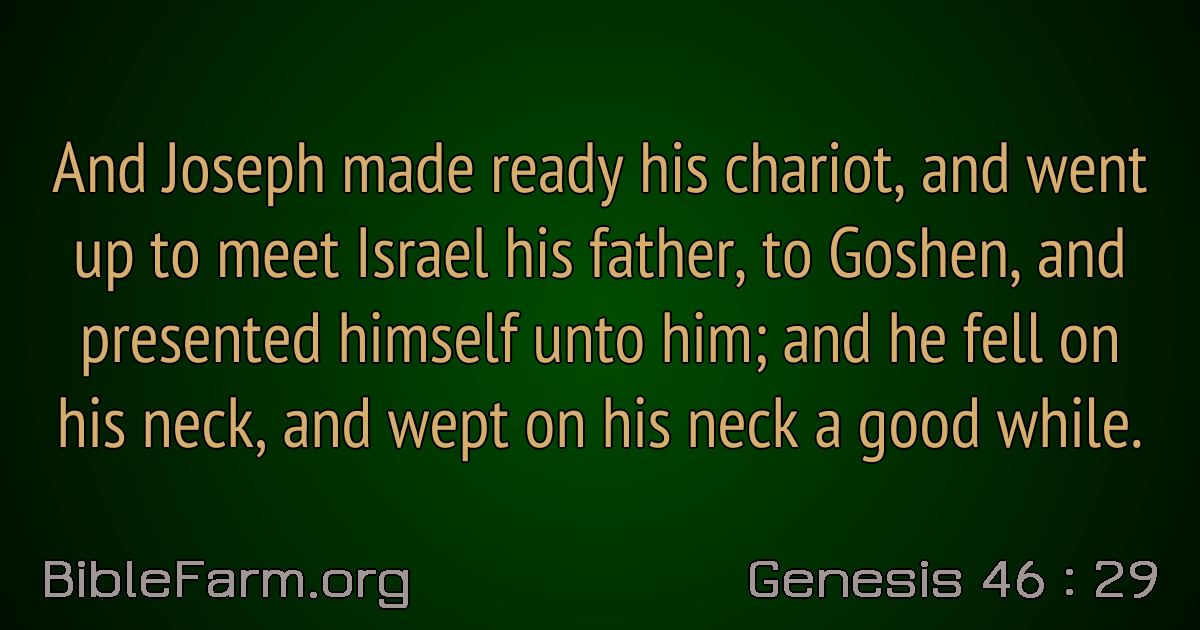 And Joseph made ready his chariot, and went
up to meet Israel his father, to Goshen, and
presented himself unto him; and he fell on
his neck, and wept on his neck a good while.
BibleFarm.org
Genesis 46 : 29